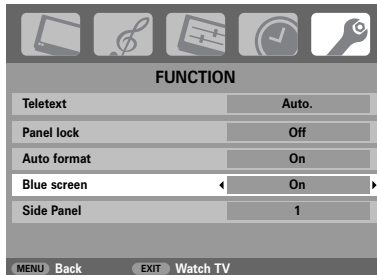 FUNCTION
Teletext Auto.
Panel lock Off
Auto format On
Blue screen On
Side Panel 1
MENU Back EXIT Watch TV